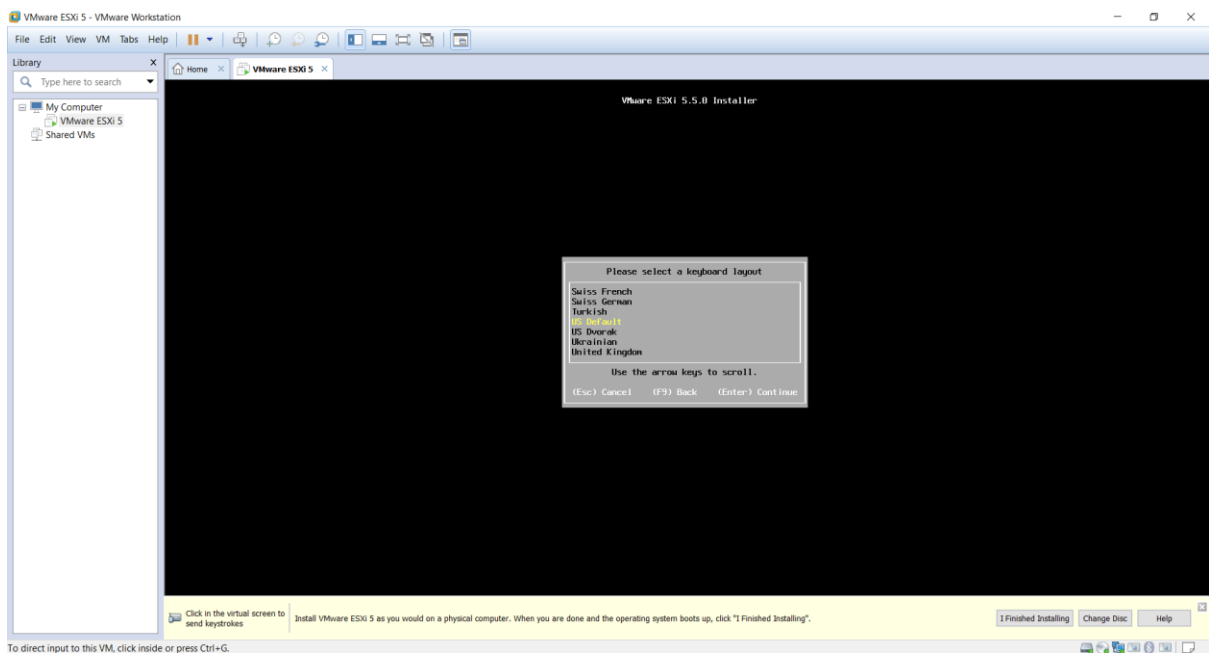 VMware ESXi 5 - VMware Workstation
File Edit View VM Tabs Help
Library X
Type here to search
My Computer
VMware ESXi 5
Shared VMs
Home
VMware ESXi 5
VMware ESXi 5.5.0 Installer
Please select a keyboard layout
Swiss French
Swiss German
Turkish
US Default
US Dvorak
Ukrainian
United Kingdom
Use the arrow keys to scroll.
(Esc) Cancel (F9) Back (Enter) Continue
Click in the virtual screen to
send keystrokes
Install VMware ESXi 5 as you would on a physical computer. When you are done and the operating system boots up, click "I Finished Installing".
I Finished Installing Change Disc Help
To direct input to this VM, click inside or press Ctrl+G.